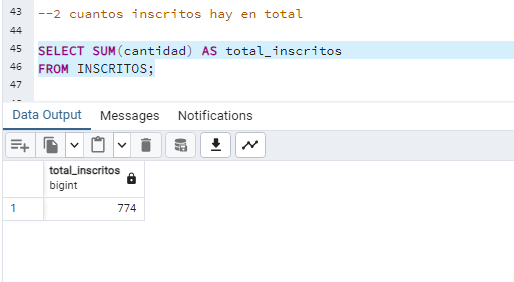 43 --2 cuantos inscritos hay en total
44
45 SELECT SUM(cantidad) AS total_inscritos
46 FROM INSCRITOS;
47
Data Output Messages Notifications
total_inscritos
bigint
1 774